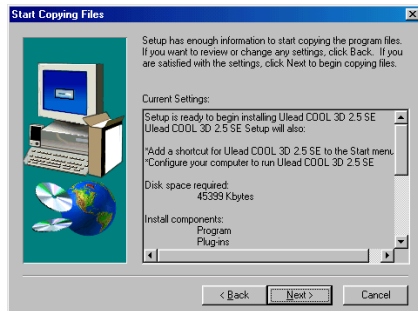 Start Copying Files
Setup has enough information to start copying the program files.
If you want to review or change any settings, click Back. If you
are satisfied with the settings, click Next to begin copying files.
Current Settings:
Setup is ready to begin installing Ulead COOL 3D 2.5 SE
Ulead COOL 3D 2.5 SE Setup will also:
*Add a shortcut for Ulead COOL 3D 2.5 SE to the Start menu
*Configure your computer to run Ulead COOL 3D 2.5 SE
Disk space required:
45399 Kbytes
Install components:
Program
Plug-ins
< Back
Next >
Cancel